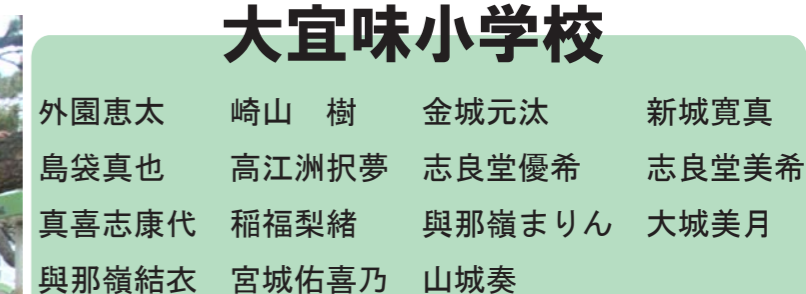 大宜味小学校
外園恵太 崎山 樹 金城元汰 新城寛真
島袋真也 高江洲択夢 志良堂優希 志良堂美希
真喜志康代 稲福梨緒 與那嶺まりん 大城美月
與那嶺結衣 宮城佑喜乃 山城奏